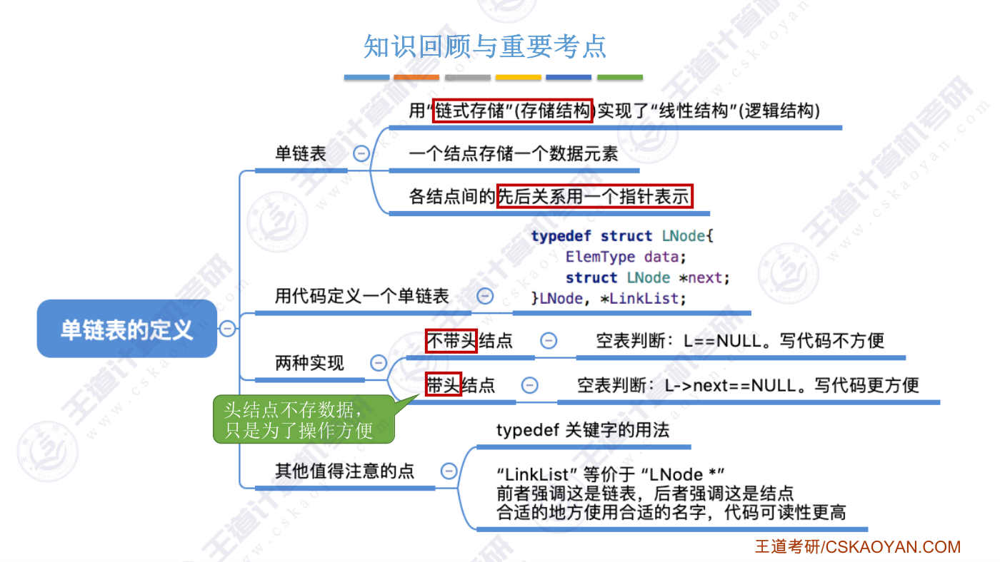 知识回顾与重要考点
用“链式存储”(存储结构)实现了“线性结构”(逻辑结构)
单链表
一个结点存储一个数据元素
各结点间的先后关系用一个指针表示
typedef struct LNode{
ElemType data;
struct LNode *next;
}LNode, *LinkList;
用代码定义一个单链表
单链表的定义
不带头结点
空表判断：L==NULL。写代码不方便
两种实现
带头结点
空表判断：L->next==NULL。写代码更方便
头结点不存数据，
只是为了操作方便
typedef 关键字的用法
其他值得注意的点
“LinkList” 等价于 “LNode *”
前者强调这是链表，后者强调这是结点
合适的地方使用合适的名字，代码可读性更高
王道考研/CSKAOYAN.COM
王道计算机考研
www.cskaoyan.com